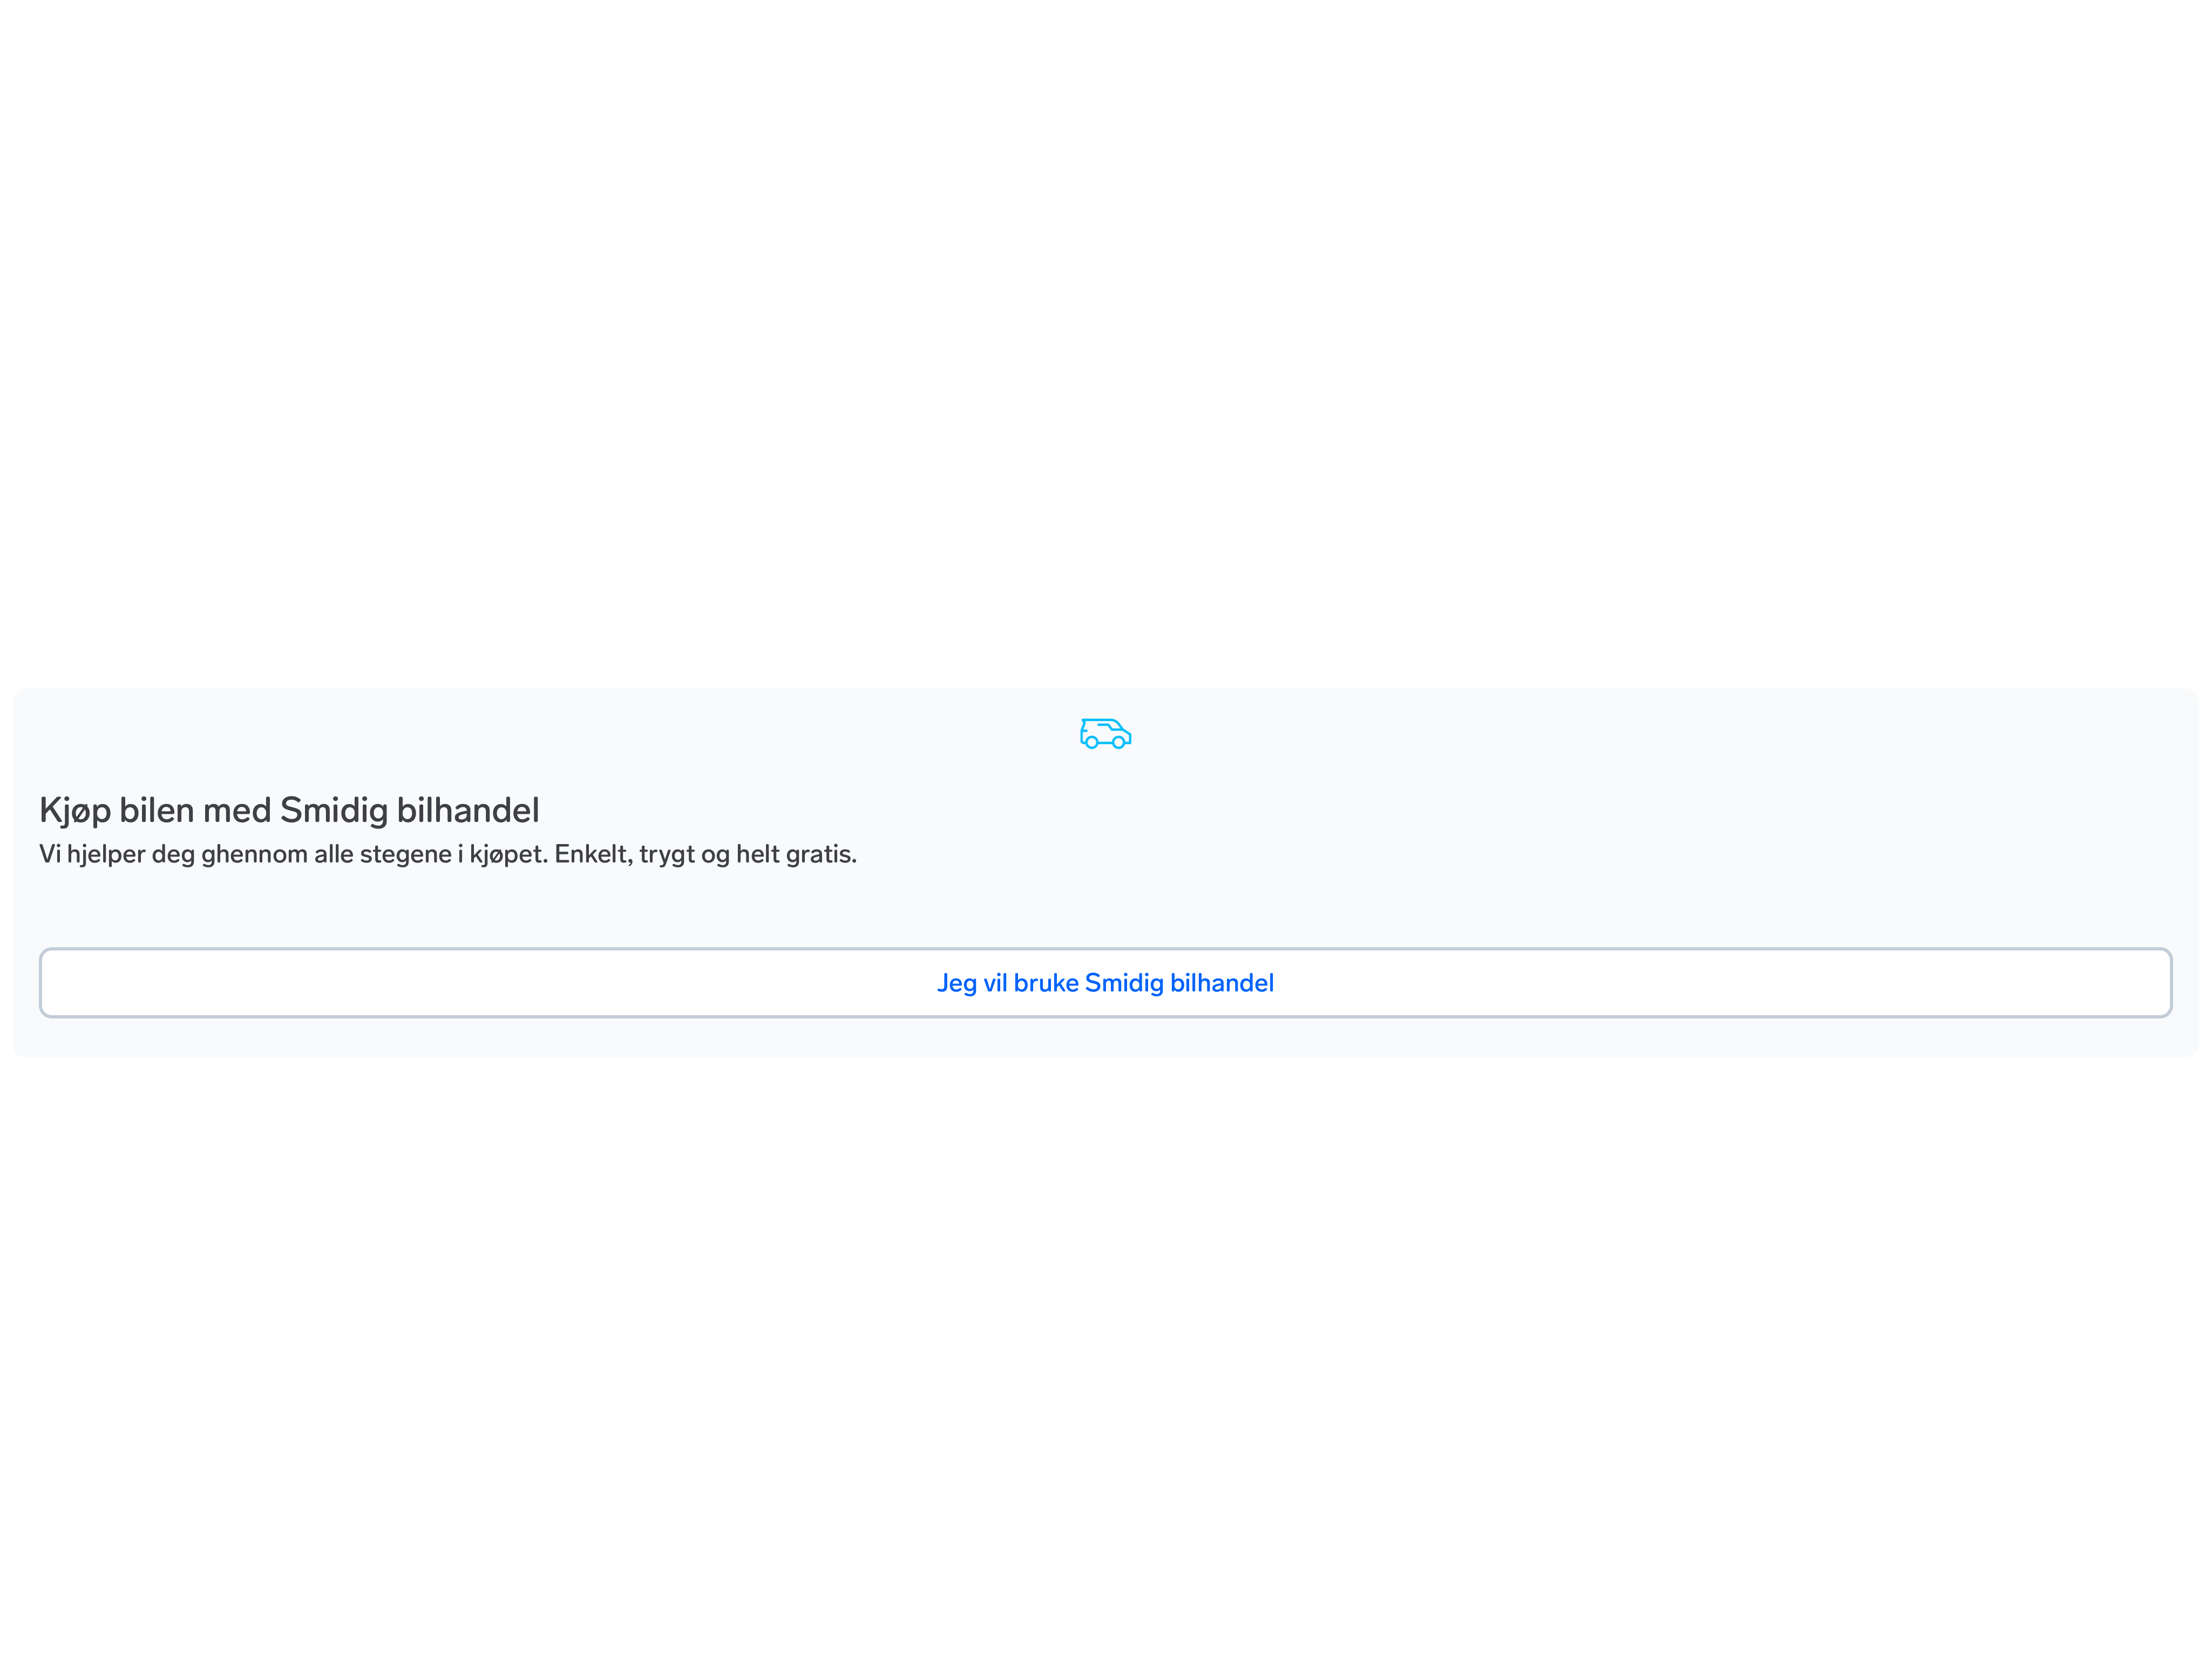 Kjøp bilen med Smidig bilhandel
Vi hjelper deg ghennom alle stegene i kjøpet. Enkelt, trygt og helt gratis.
Jeg vil bruke Smidig bilhandel